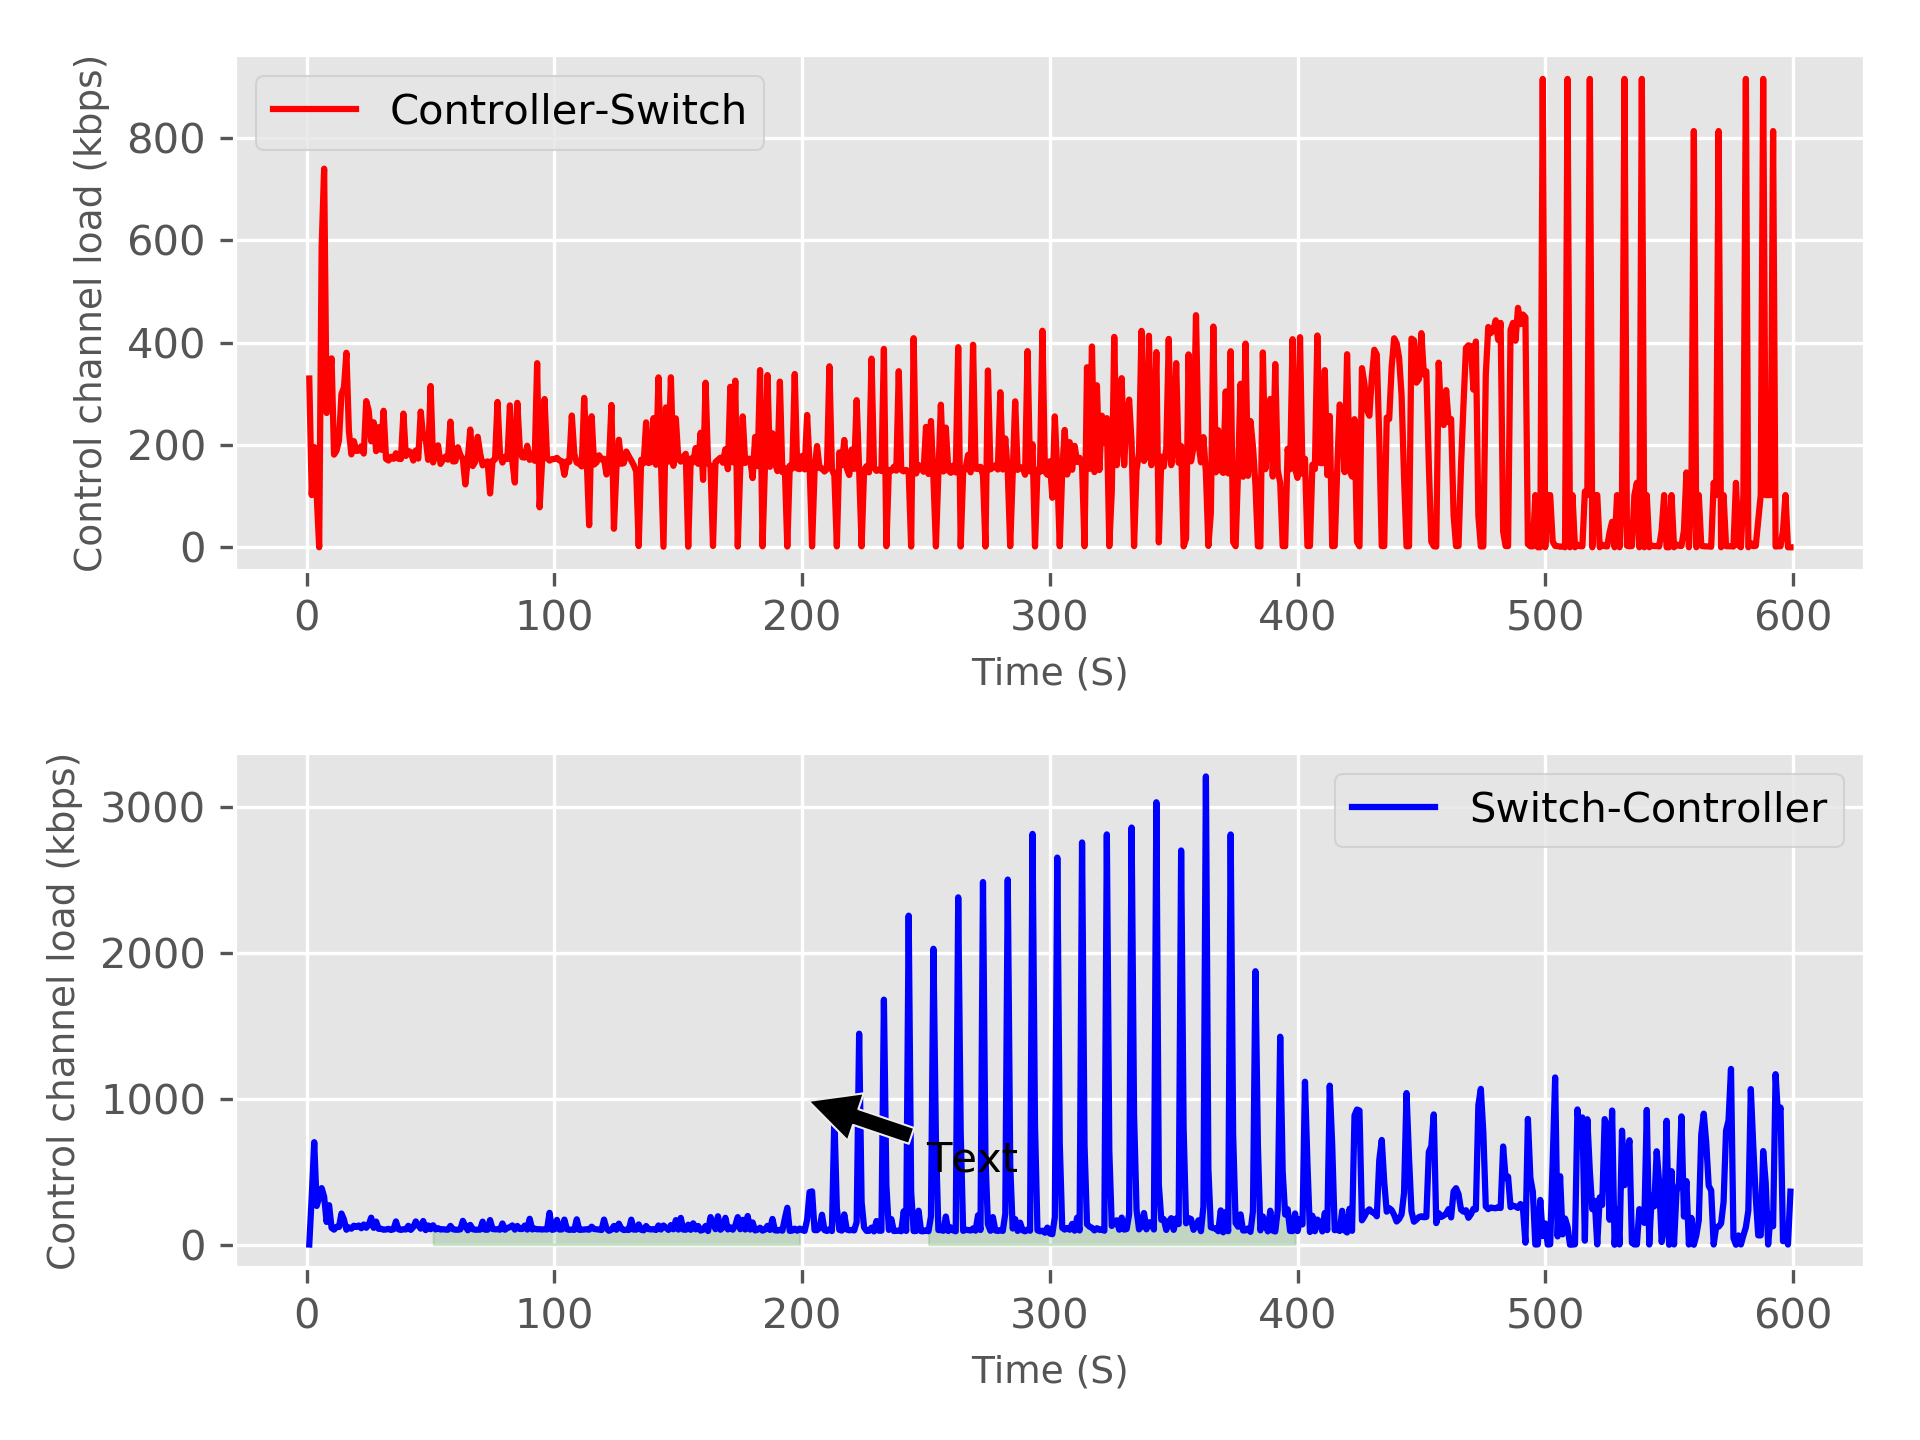 Control channel load (kbps)
Controller-Switch
800
600
400
200
0
0 100 200 300 400 500 600
Time (S)
Control channel load (kbps)
Switch-Controller
3000
2000
1000
Text
0
0 100 200 300 400 500 600
Time (S)